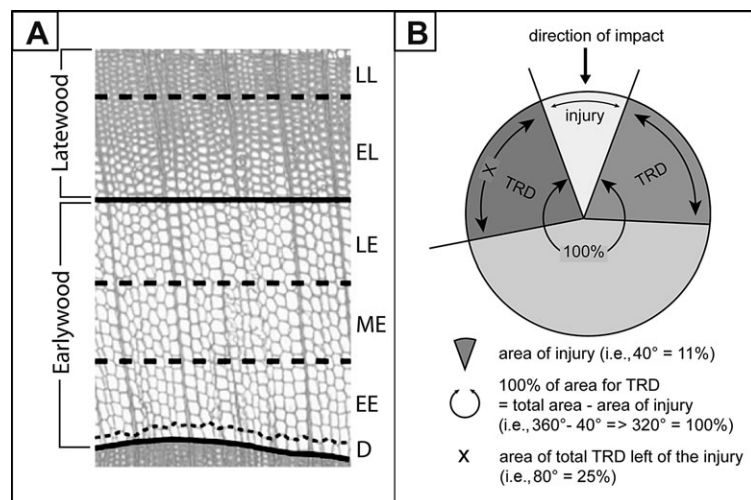 A
Latewood
Earlywood
LL
EL
LE
ME
EE
D
B
direction of impact
injury
X
TRD
TRD
100%
area of injury (i.e., 40° = 11%)
100% of area for TRD
= total area - area of injury
(i.e., 360°- 40° => 320° = 100%)
X area of total TRD left of the injury
(i.e., 80° = 25%)